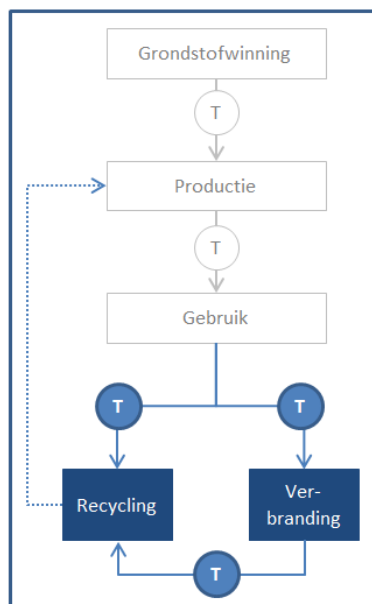 Grondstofwinning
T
Productie
T
Gebruik
T
T
Recycling
Ver-
branding
T